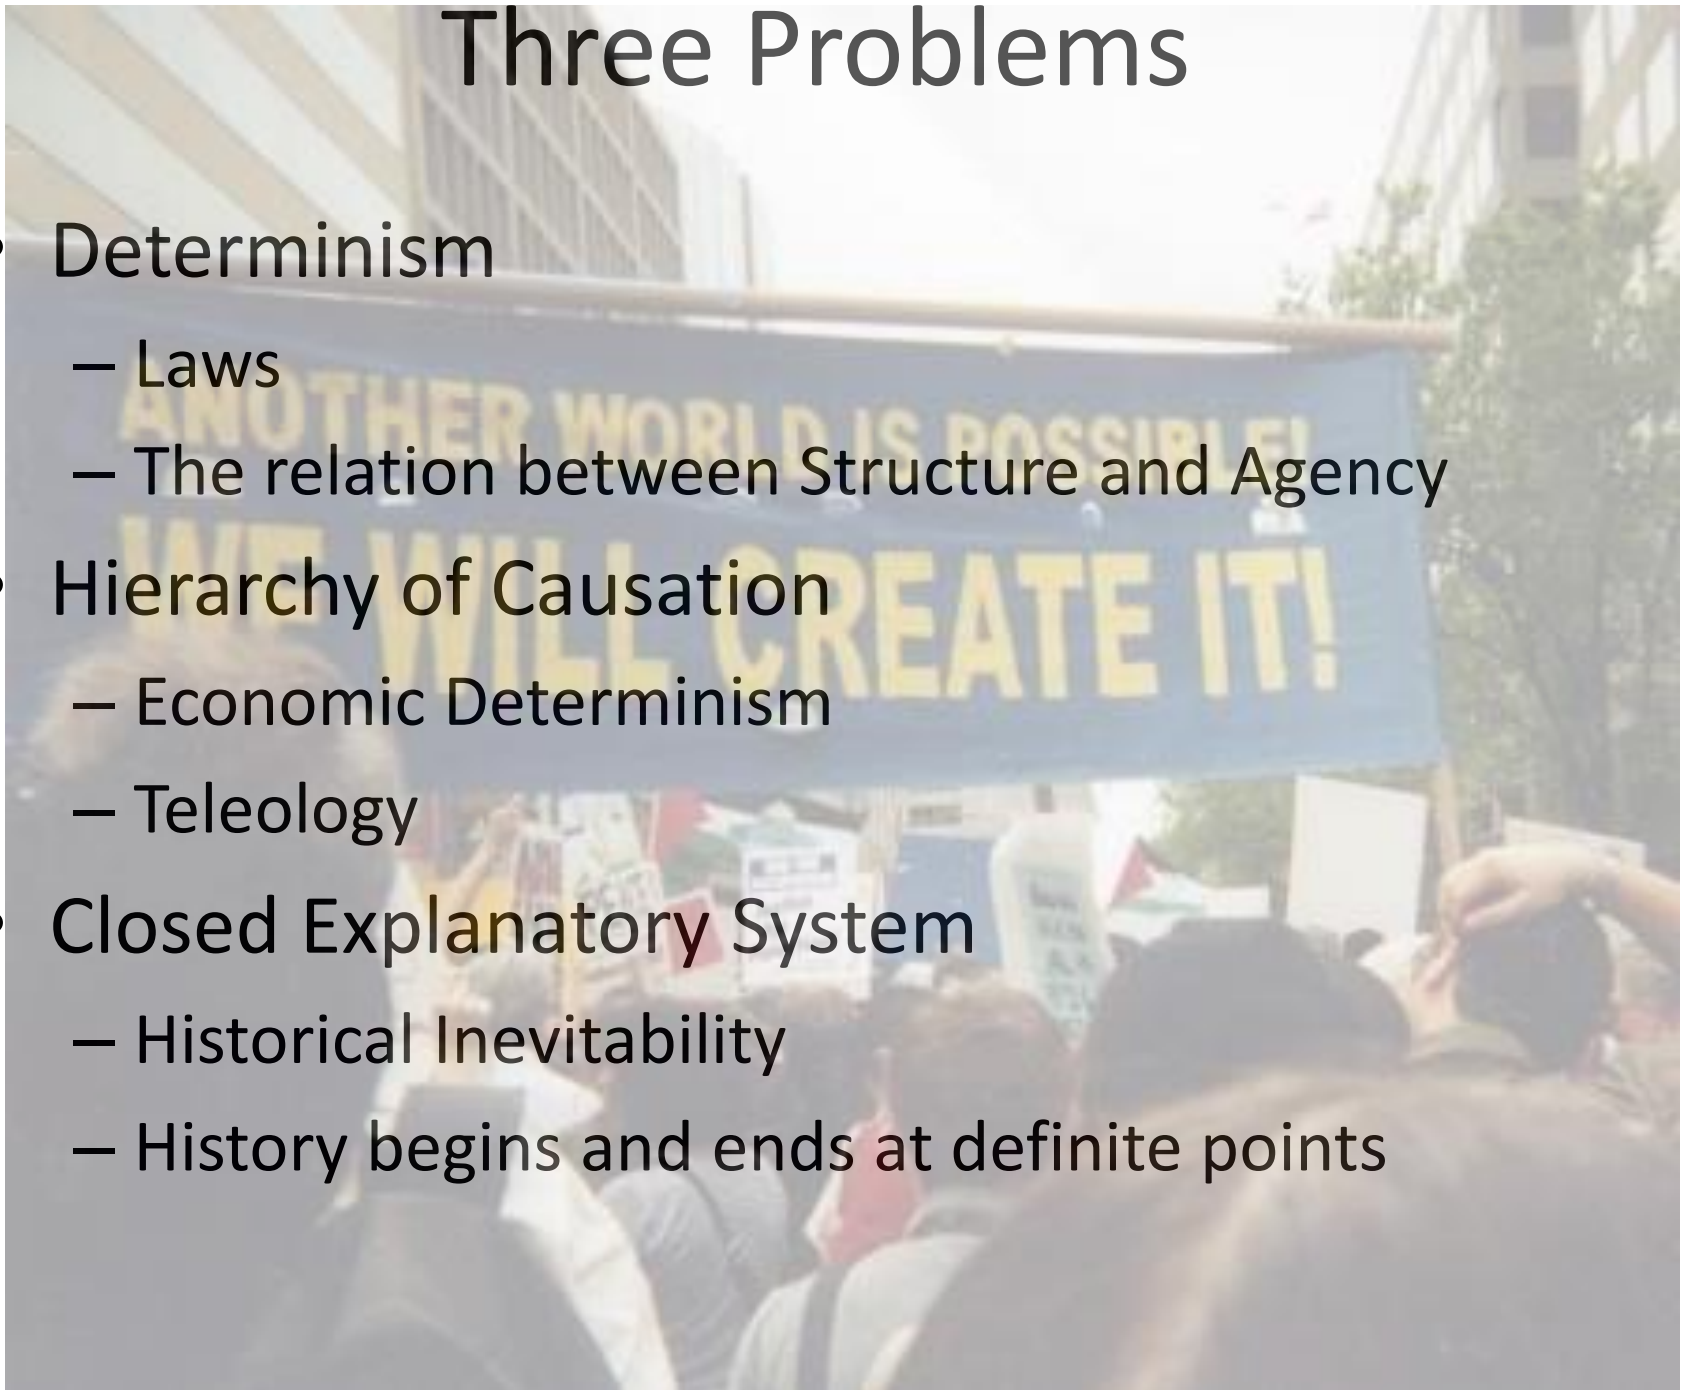 Three Problems
• Determinism
– Laws
ANOTHER WORLD IS POSSIBLE!
– The relation between Structure and Agency
WE WILL CREATE IT!
• Hierarchy of Causation
– Economic Determinism
– Teleology
• Closed Explanatory System
– Historical Inevitability
– History begins and ends at definite points